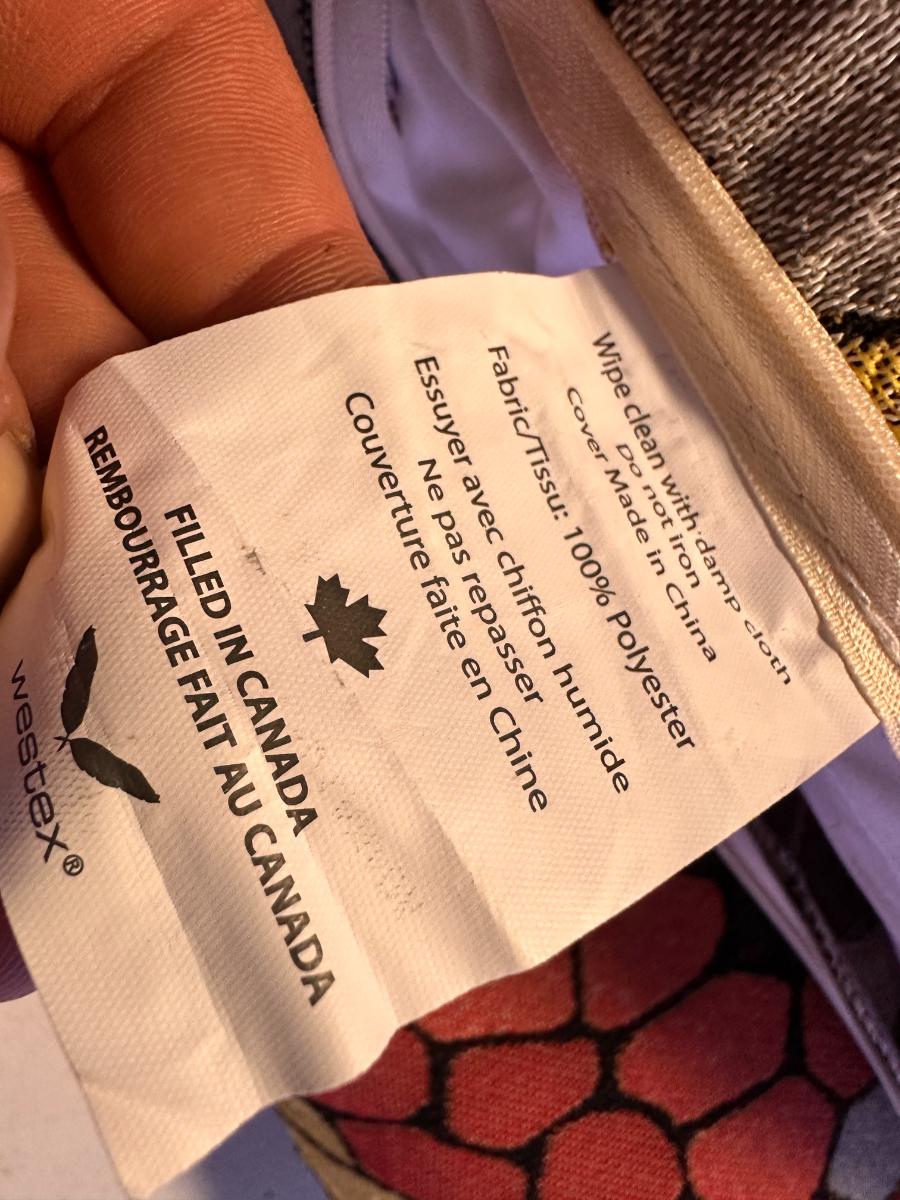 Wipe clean with damp cloth
Do not iron
Cover Made in China
Fabric/Tissu: 100% Polyester
Essuyer avec chiffon humide
Ne pas repasser
Couverture faite en Chine
FILLED IN CANADA
REMBOURRAGE FAIT AU CANADA
westex®